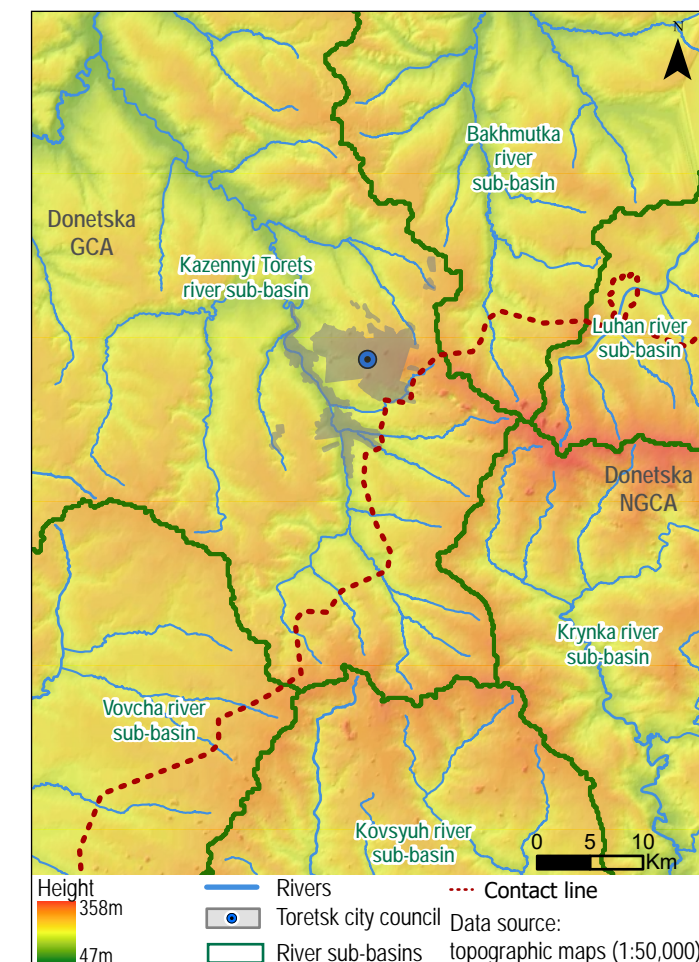 N
Bakhmutka
river
sub-basin
Donetska
GCA
Kazennyi Torets
river sub-basin
Luhan river
sub-basin
Donetska
NGCA
Krynka river
sub-basin
Vovcha river
sub-basin
Kovsyuh river
sub-basin
0 5 10
Km
Height
358m
47m
Rivers
Toretsk city council
River sub-basins
Contact line
Data source:
topographic maps (1:50,000)